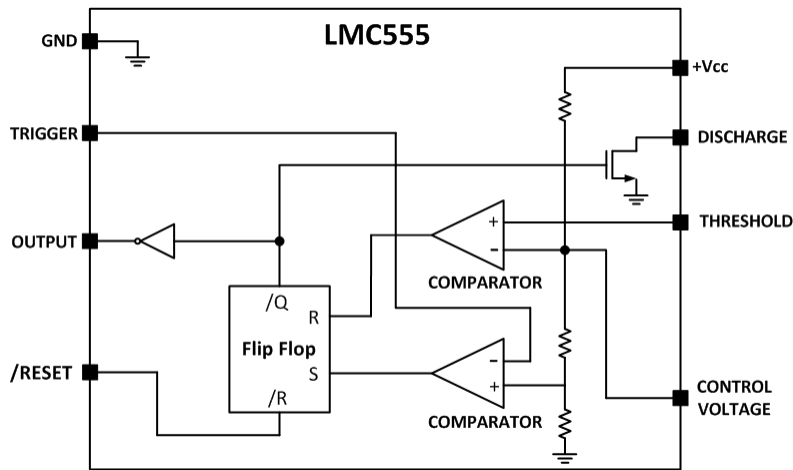 LMC555
GND
+Vcc
TRIGGER
DISCHARGE
THRESHOLD
OUTPUT
+
-
COMPARATOR
/Q
R
Flip Flop
S
/R
-
+
COMPARATOR
/RESET
CONTROL
VOLTAGE